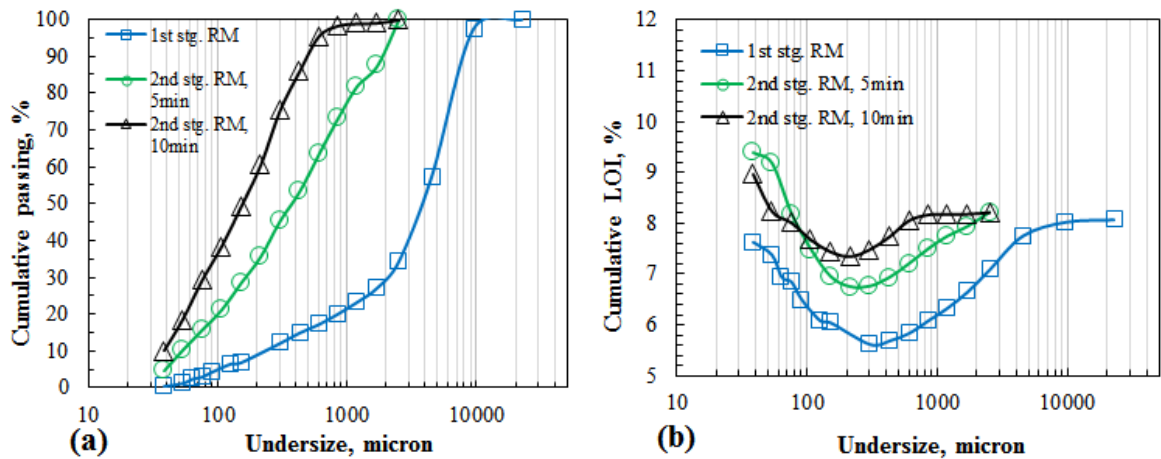 100
90
80
70
60
50
40
30
20
10
0
Cumulative passing, %
1st stg. RM
2nd stg. RM,
5min
2nd stg. RM,
10min
10
100
1000
10000
Undersize, micron
(a)
12
11
10
9
8
7
6
5
Cumulative LOI, %
1st stg. RM
2nd stg. RM, 5min
2nd stg. RM, 10min
10
100
1000
10000
Undersize, micron
(b)